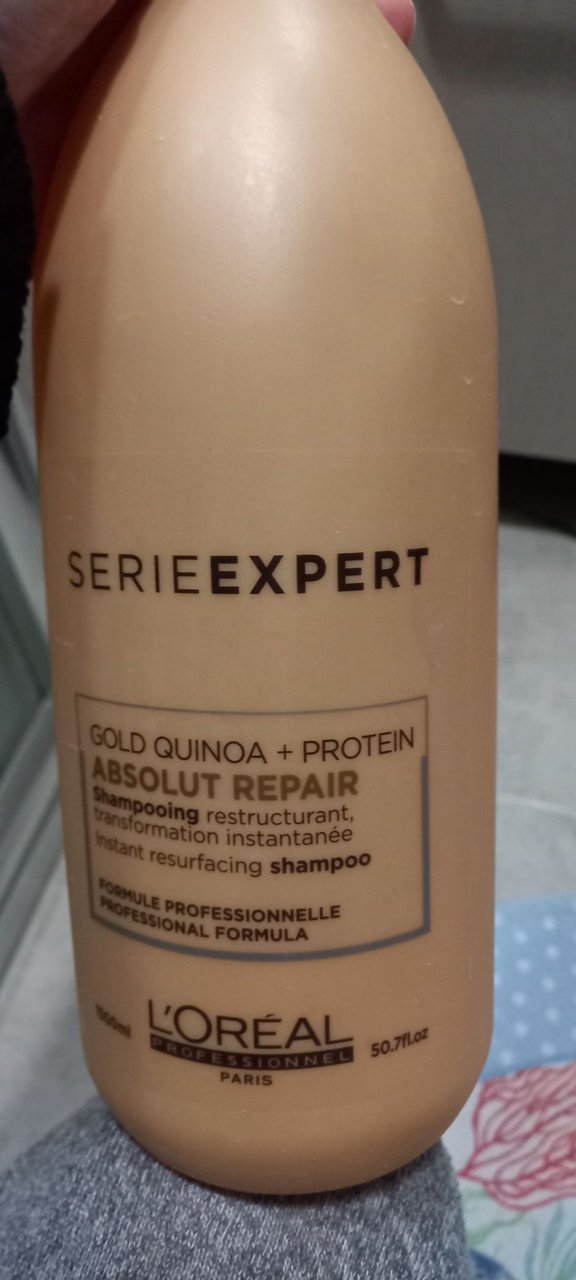 SERIEEXPERT
GOLD QUINOA + PROTEIN
ABSOLUT REPAIR
Shampooing restructurant,
transformation instantanée
Instant resurfacing shampoo
FORMULE PROFESSIONNELLE
PROFESSIONAL FORMULA
1500ml
L'ORÉAL
PROFESSIONNEL
PARIS
50.7fl.oz